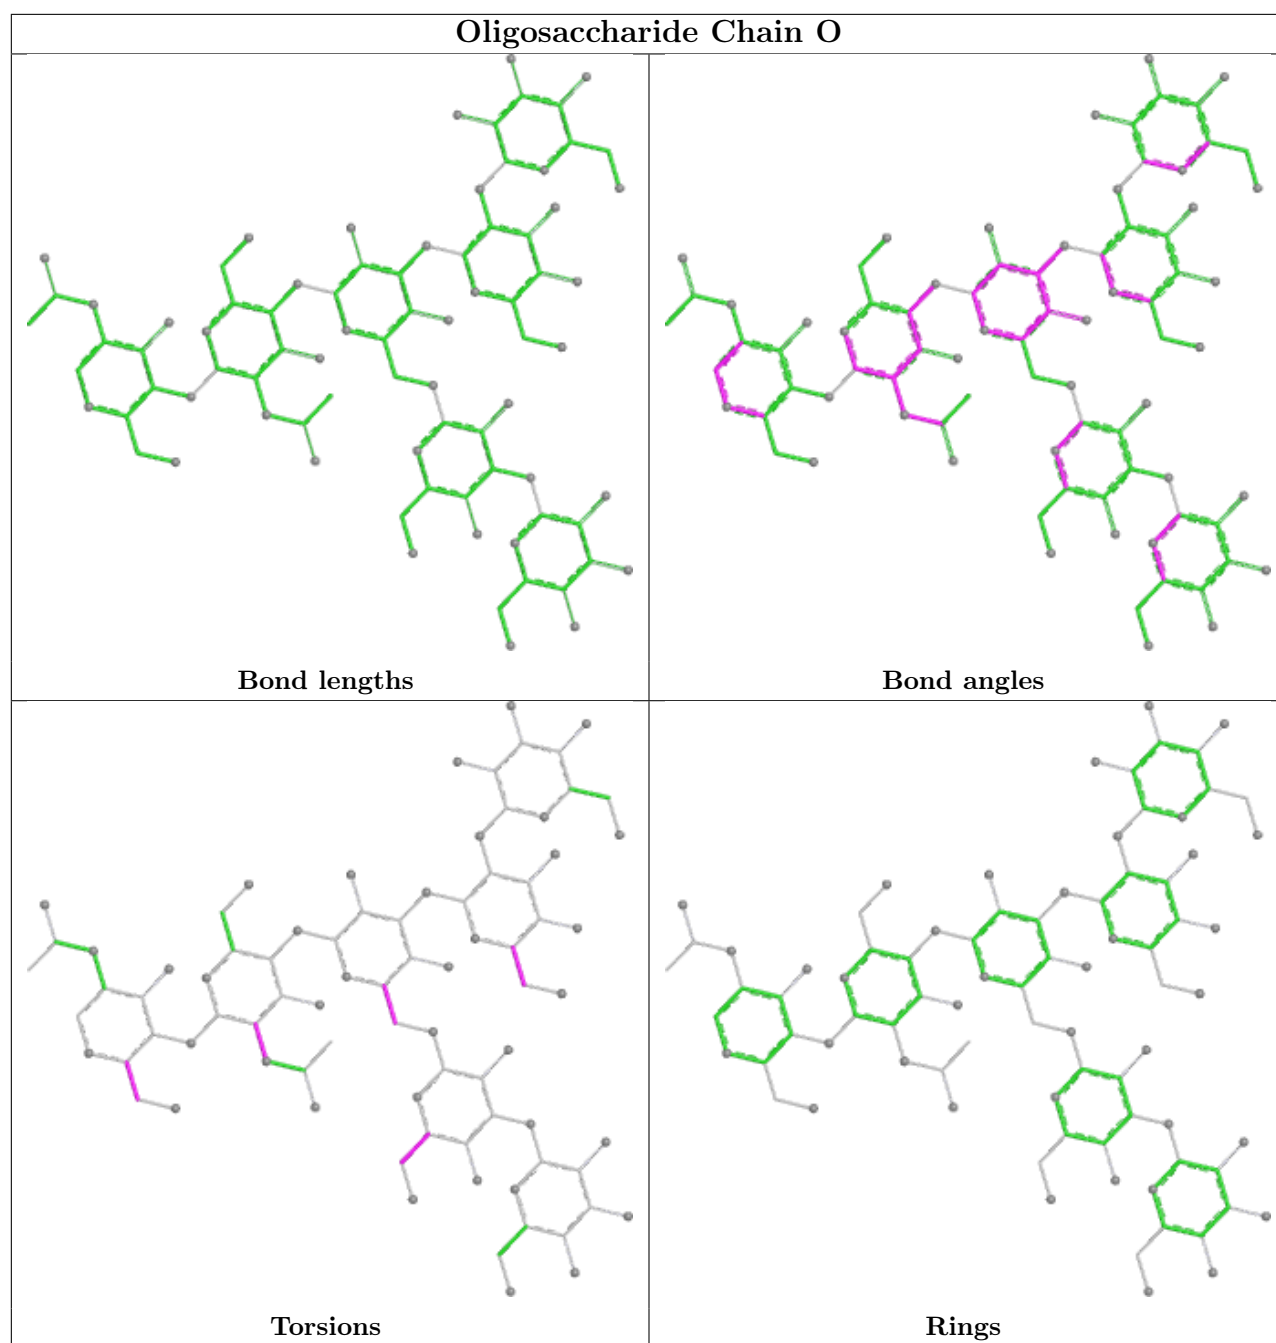 Oligosaccharide Chain O
Bond lengths
Bond angles
Torsions
Rings